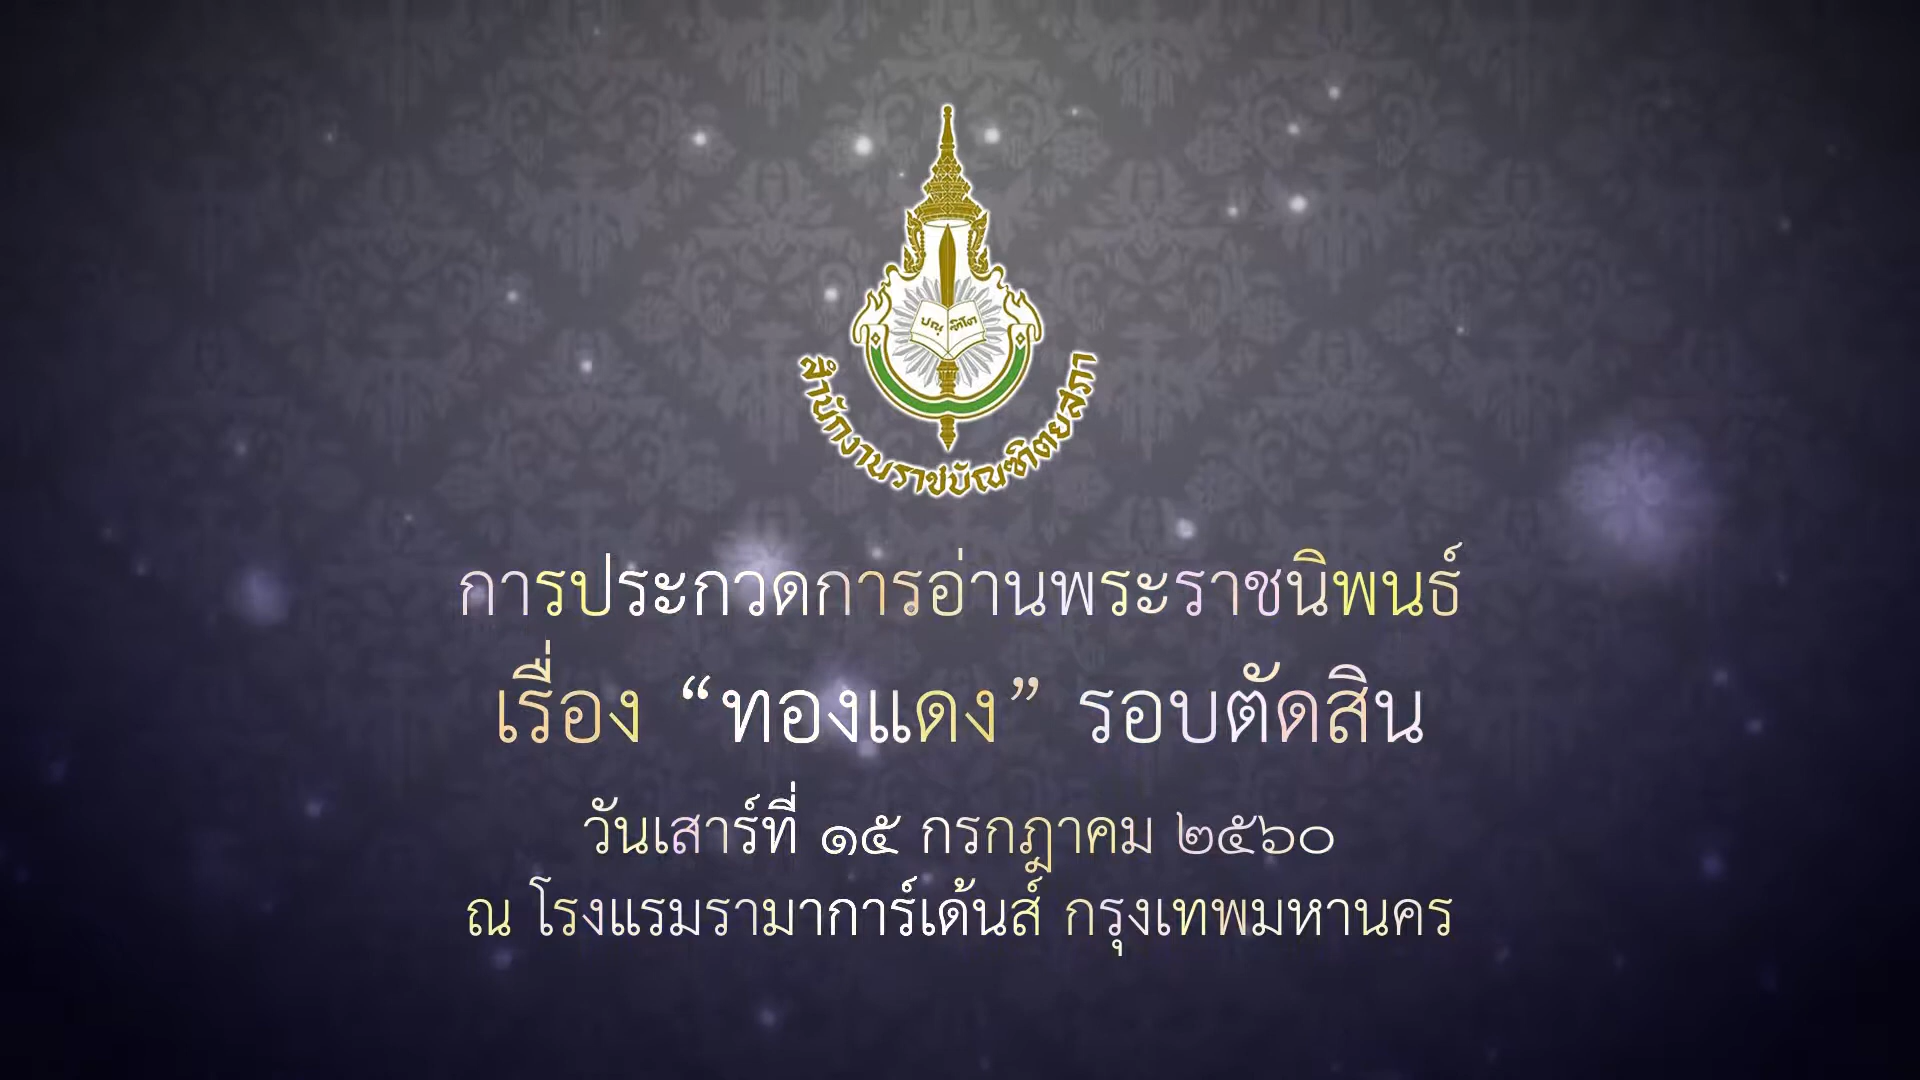 ปณฺ ฑิโต
สำนักงานราชบัณฑิตยสภา
การประกวดการอ่านพระราชนิพนธ์
เรื่อง “ทองแดง” รอบตัดสิน
วันเสาร์ที่ ๑๕ กรกฎาคม ๒๕๖๐
ณ โรงแรมรามาการ์เด้นส์ กรุงเทพมหานคร